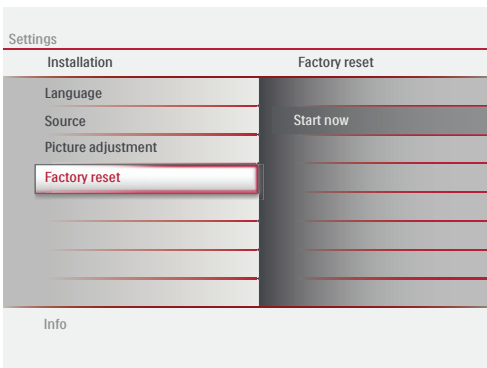 Settings
Installation Factory reset
Language
Source Start now
Picture adjustment
Factory reset
Info